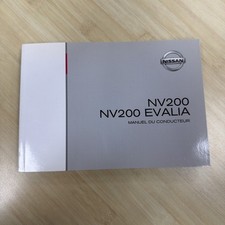 NISSAN
NV200
NV200 EVALIA
MANUEL DU CONDUCTEUR